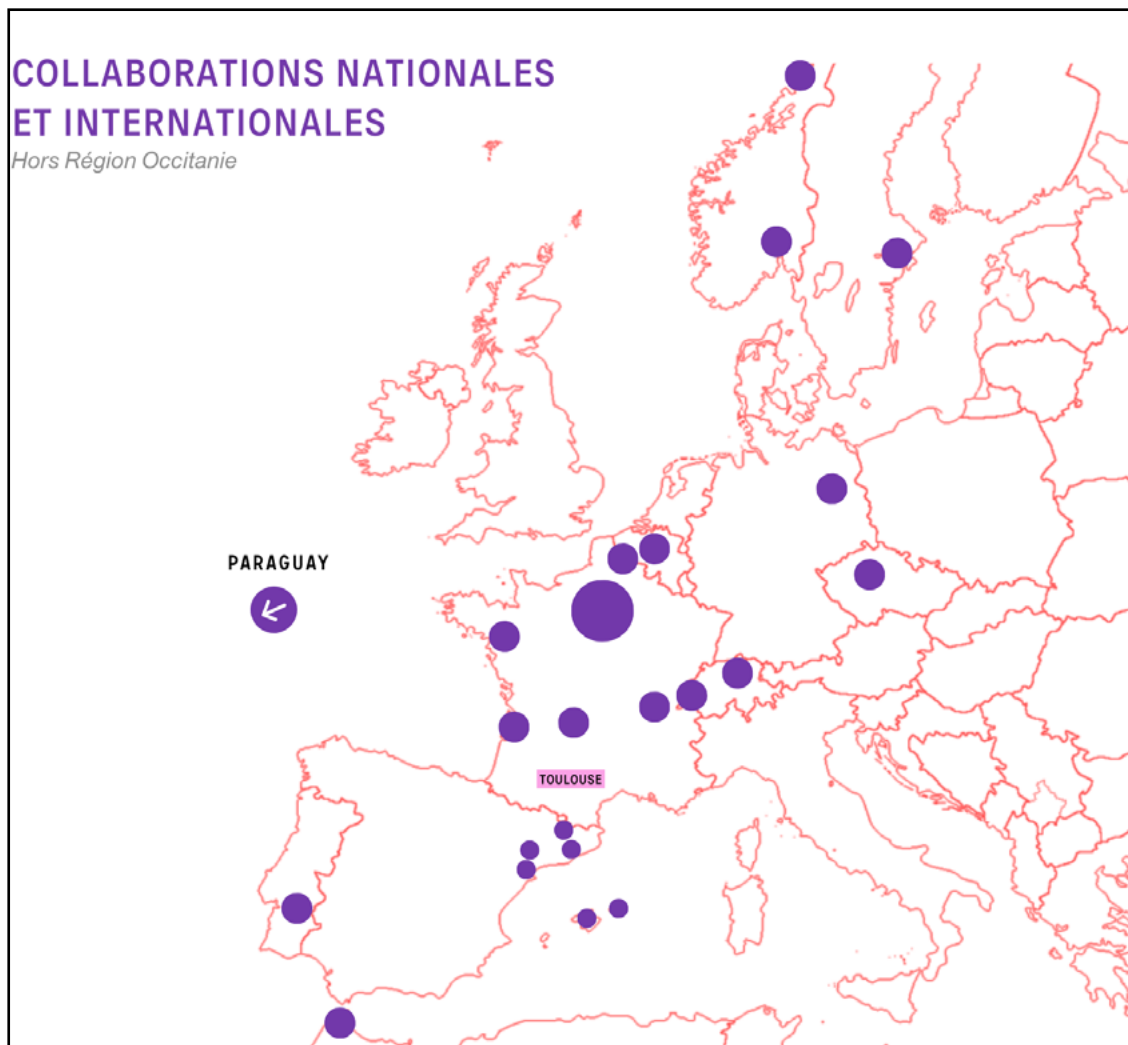 COLLABORATIONS NATIONALES
ET INTERNATIONALES
Hors Région Occitanie
PARAGUAY
TOULOUSE